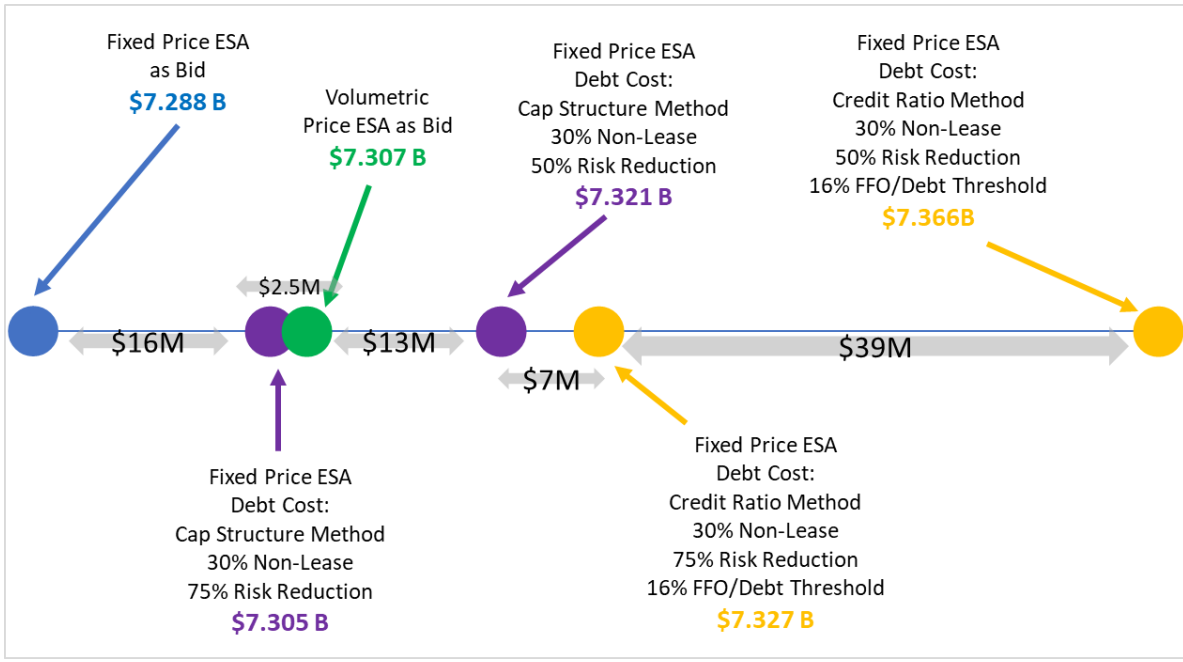 Fixed Price ESA
as Bid
$7.288 B
Volumetric
Price ESA as Bid
$7.307 B
Fixed Price ESA
Debt Cost:
Cap Structure Method
30% Non-Lease
50% Risk Reduction
$7.321 B
Fixed Price ESA
Debt Cost:
Credit Ratio Method
30% Non-Lease
50% Risk Reduction
16% FFO/Debt Threshold
$7.366B
$2.5M
$16M
$13M
$39M
$7M
Fixed Price ESA
Debt Cost:
Cap Structure Method
30% Non-Lease
75% Risk Reduction
$7.305 B
Fixed Price ESA
Debt Cost:
Credit Ratio Method
30% Non-Lease
75% Risk Reduction
16% FFO/Debt Threshold
$7.327 B